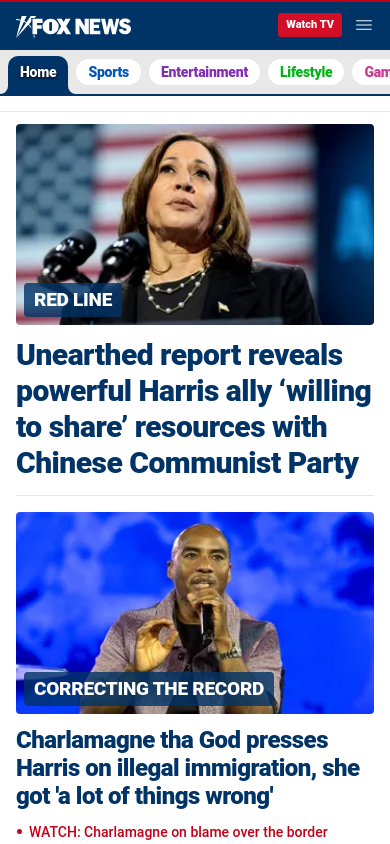 FOX NEWS
Watch TV
Home
Sports
Entertainment
Lifestyle
Gam
RED LINE
Unearthed report reveals
powerful Harris ally ‘willing
to share’ resources with
Chinese Communist Party
CORRECTING THE RECORD
Charlamagne tha God presses
Harris on illegal immigration, she
got 'a lot of things wrong'
• WATCH: Charlamagne on blame over the border